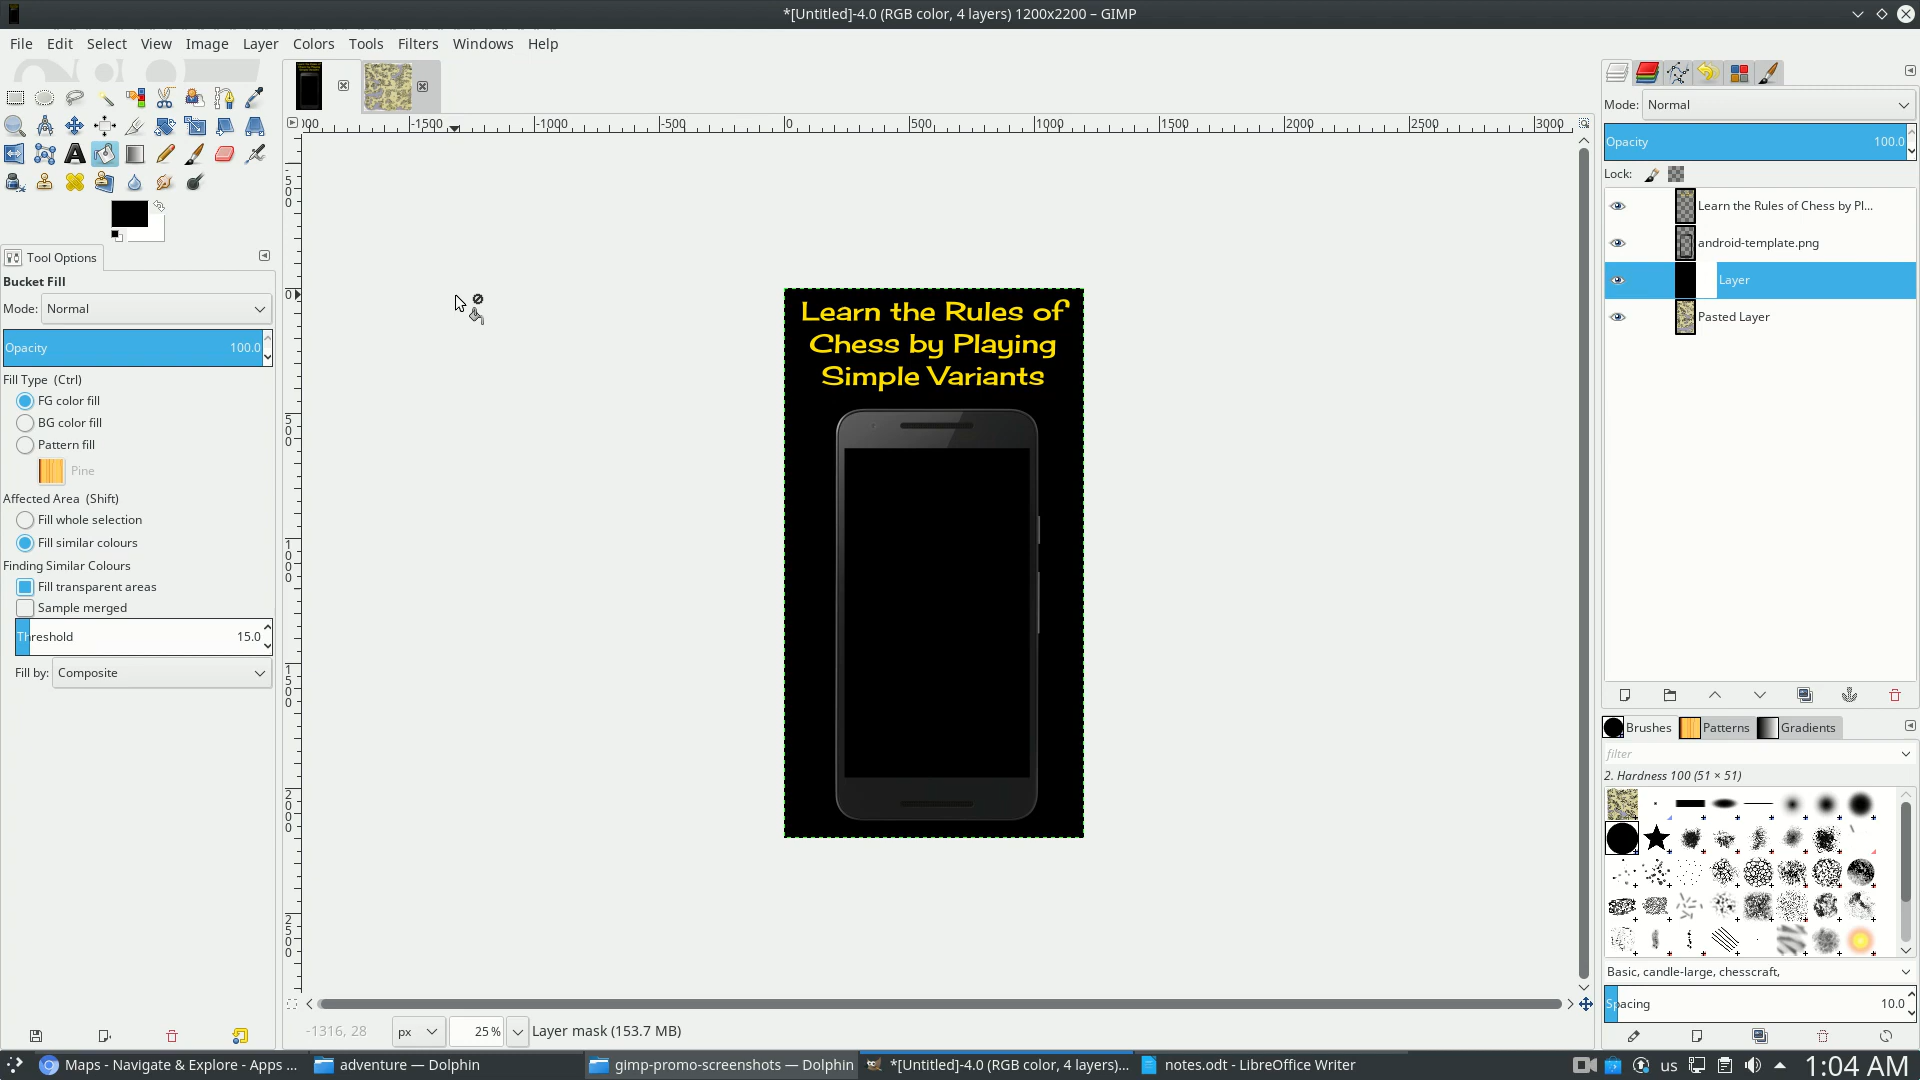 *[Untitled]-4.0 (RGB color, 4 layers) 1200x2200 – GIMP
File Edit Select View Image Layer Colors Tools Filters Windows Help
-1500 -1000 -500 0 500 1000 1500 2000 2500 3000
Tool Options
Bucket Fill
Mode: Normal
Opacity 100.0
Fill Type (Ctrl)
FG color fill
BG color fill
Pattern fill
Pine
Affected Area (Shift)
Fill whole selection
Fill similar colours
Finding Similar Colours
Fill transparent areas
Sample merged
Threshold 15.0
Fill by: Composite
0
500
1000
1500
2000
2500
Learn the Rules of
Chess by Playing
Simple Variants
Mode: Normal
Opacity 100.0
Lock:
Learn the Rules of Chess by Pl...
android-template.png
Layer
Pasted Layer
Brushes Patterns Gradients
filter
2. Hardness 100 (51 × 51)
Basic, candle-large, chesscraft,
Spacing 10.0
-1316, 28 px 25 % Layer mask (153.7 MB)
Maps - Navigate & Explore - Apps ... adventure — Dolphin gimp-promo-screenshots — Dolphin *[Untitled]-4.0 (RGB color, 4 layers)... notes.odt - LibreOffice Writer us 1:04 AM